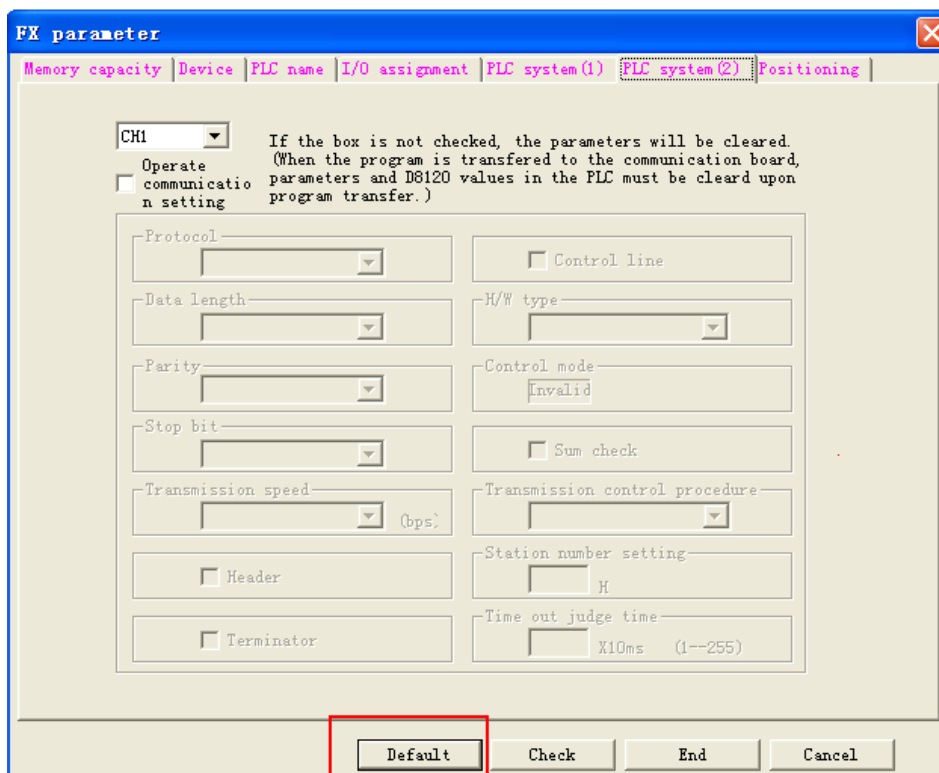 FX parameter
Memory capacity Device PLC name I/O assignment PLC system(1) PLC system(2) Positioning
CH1
If the box is not checked, the parameters will be cleared.
(When the program is transfered to the communication board,
parameters and D8120 values in the PLC must be cleard upon
program transfer.)
Operate
communicatio
n setting
Protocol
Control line
Data length
H/W type
Parity
Control mode
Invalid
Stop bit
Sum check
Transmission speed
(bps)
Transmission control procedure
Header
Station number setting
H
Terminator
Time out judge time
X10ms (1--255)
Default Check End Cancel